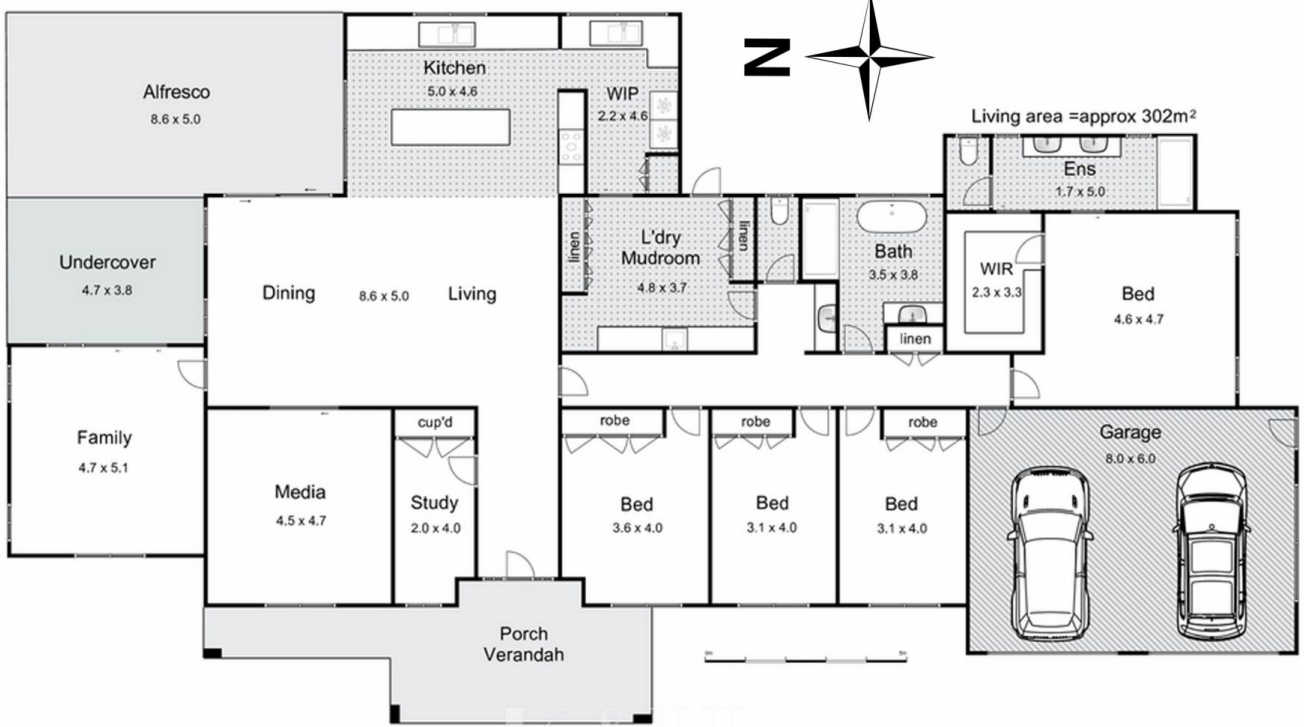 N
Living area =approx 302m²
Alfresco
8.6 x 5.0
Kitchen
5.0 x 4.6
WIP
2.2 x 4.6
Ens
1.7 x 5.0
Undercover
4.7 x 3.8
Dining
8.6 x 5.0
Living
linen
L'dry
Mudroom
4.8 x 3.7
linen
Bath
3.5 x 3.8
linen
WIR
2.3 x 3.3
Bed
4.6 x 4.7
Family
4.7 x 5.1
Media
4.5 x 4.7
cup'd
Study
2.0 x 4.0
robe
Bed
3.6 x 4.0
robe
Bed
3.1 x 4.0
robe
Bed
3.1 x 4.0
Garage
8.0 x 6.0
Porch
Verandah
0m
5m